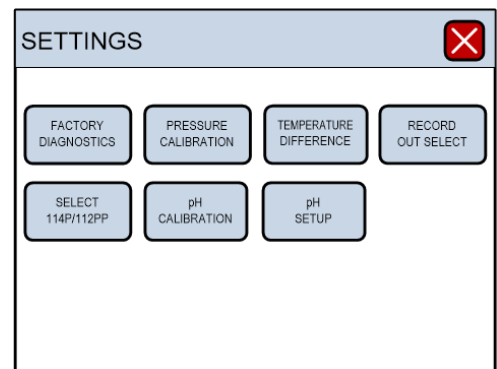 SETTINGS
FACTORY
DIAGNOSTICS
PRESSURE
CALIBRATION
TEMPERATURE
DIFFERENCE
RECORD
OUT SELECT
SELECT
114P/112PP
pH
CALIBRATION
pH
SETUP